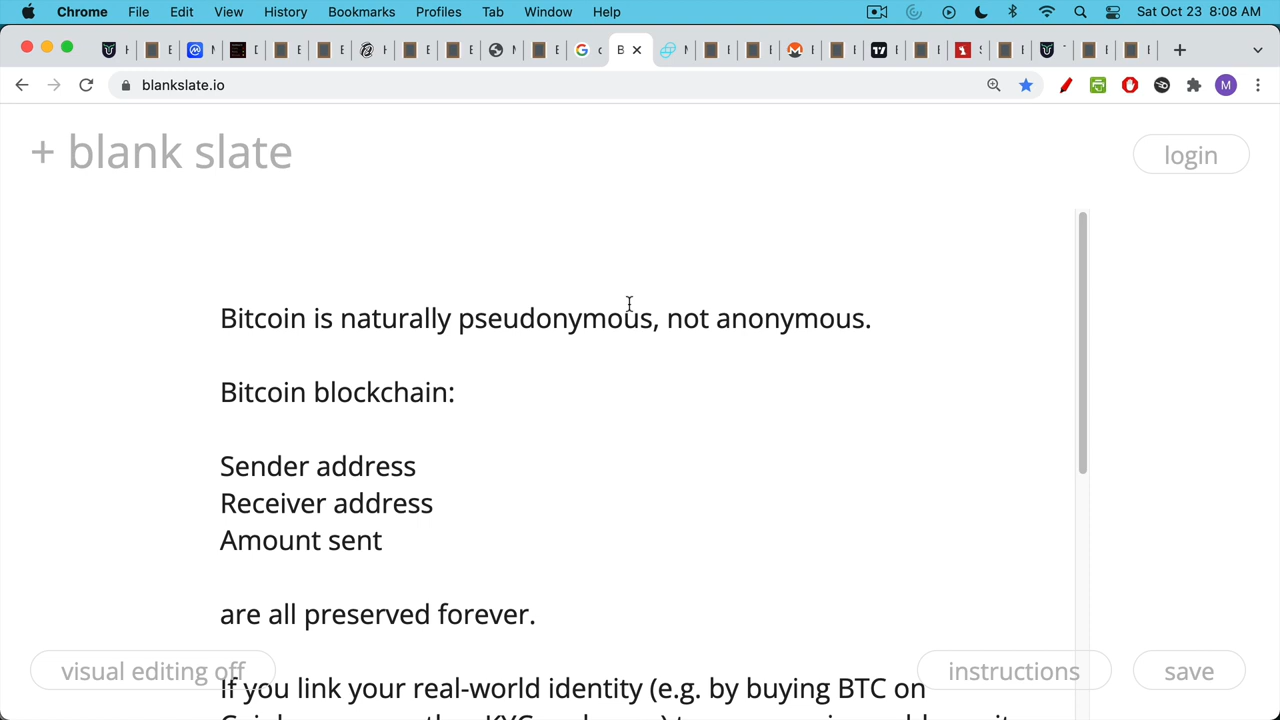 Chrome File Edit View History Bookmarks Profiles Tab Window Help Sat Oct 23 8:08 AM
blankslate.io
M
+ blank slate
login
Bitcoin is naturally pseudonymous, not anonymous.
Bitcoin blockchain:
Sender address
Receiver address
Amount sent
are all preserved forever.
visual editing off
instructions
save
If you link your real-world identity (e.g. by buying BTC on